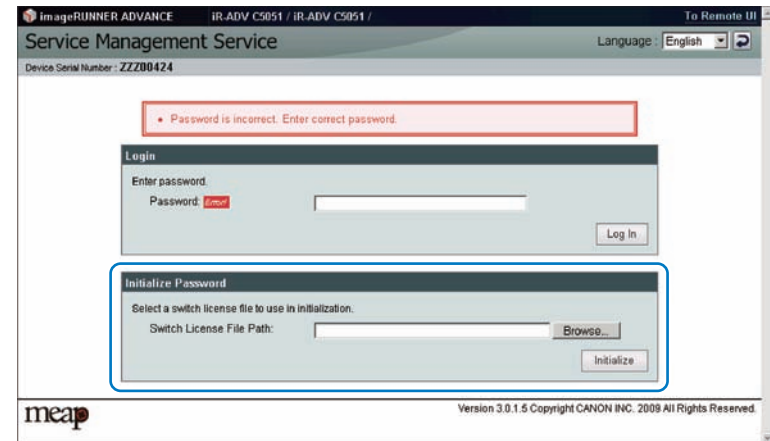 imageRUNNER ADVANCE iR-ADV C5051 / iR-ADV C5051 / To Remote UI
Service Management Service Language : English
Device Serial Number : ZZZ00424
• Password is incorrect. Enter correct password.
Login
Enter password.
Password: Error!
Log In
Initialize Password
Select a switch license file to use in initialization.
Switch License File Path: Browse...
Initialize
meap Version 3.0.1.5 Copyright CANON INC. 2009 All Rights Reserved.